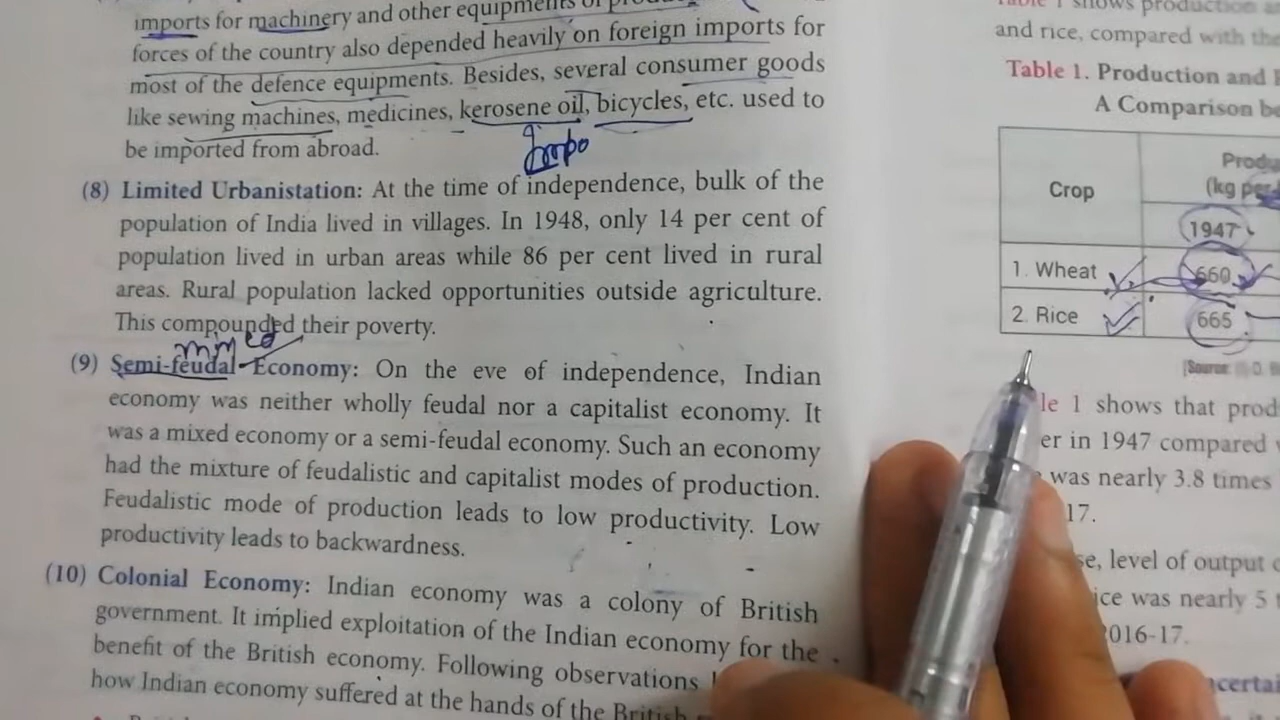 imports for machinery and other equipments of
forces of the country also depended heavily on foreign imports for
most of the defence equipments. Besides, several consumer goods
like sewing machines, medicines, kerosene oil, bicycles, etc. used to
be imported from abroad.
Impo
(8) Limited Urbanistation: At the time of independence, bulk of the
population of India lived in villages. In 1948, only 14 per cent of
population lived in urban areas while 86 per cent lived in rural
areas. Rural population lacked opportunities outside agriculture.
This compounded their poverty.
mixed
(9) Semi-feudal Economy: On the eve of independence, Indian
economy was neither wholly feudal nor a capitalist economy. It
was a mixed economy or a semi-feudal economy. Such an economy
had the mixture of feudalistic and capitalist modes of production.
Feudalistic mode of production leads to low productivity. Low
productivity leads to backwardness.
(10) Colonial Economy: Indian economy was a colony of British
government. It implied exploitation of the Indian economy for the
benefit of the British economy. Following observations
how Indian economy suffered at the hands of the British
Table 1 shows production
and rice, compared with the
Table 1. Production and
A Comparison
Crop
(kg per
1947
1. Wheat 660
2. Rice 665
1 shows that
in 1947 compared
was nearly 3.8 times
17.
level of output
was nearly 5
2016-17.